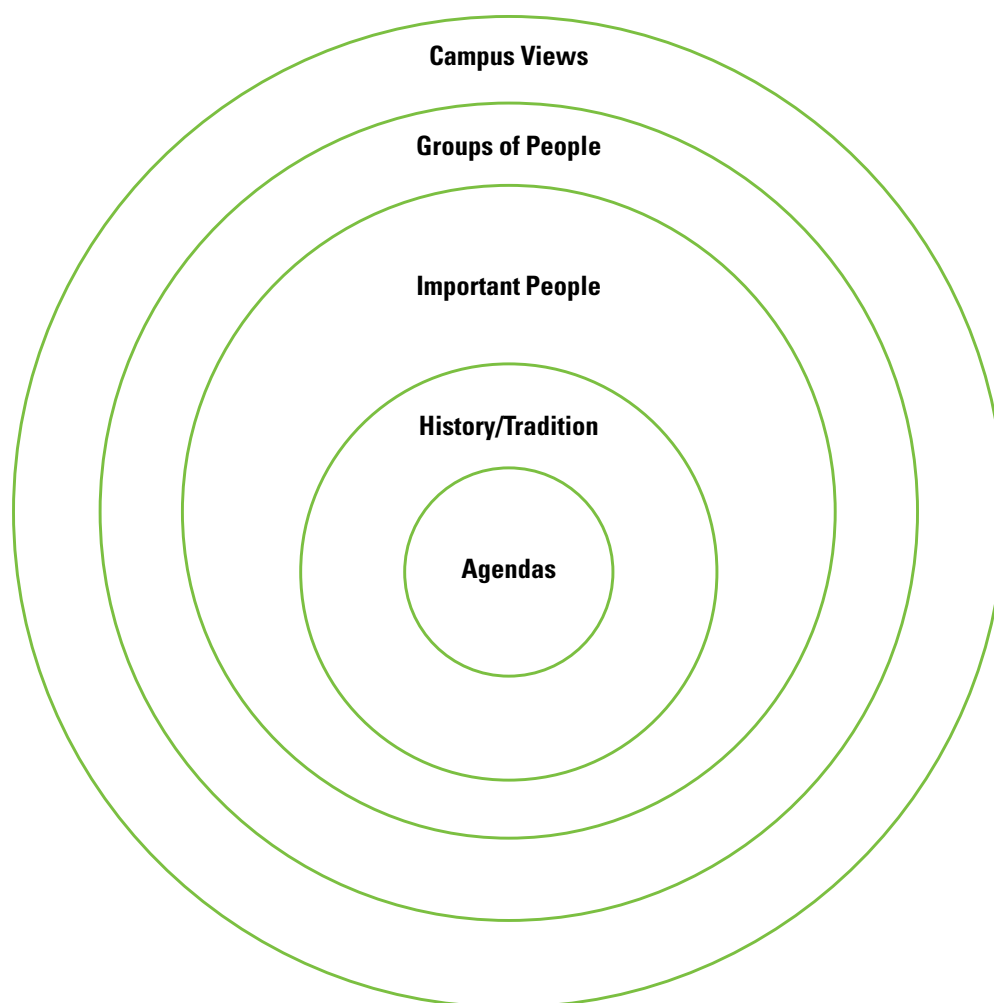 Campus Views
Groups of People
Important People
History/Tradition
Agendas